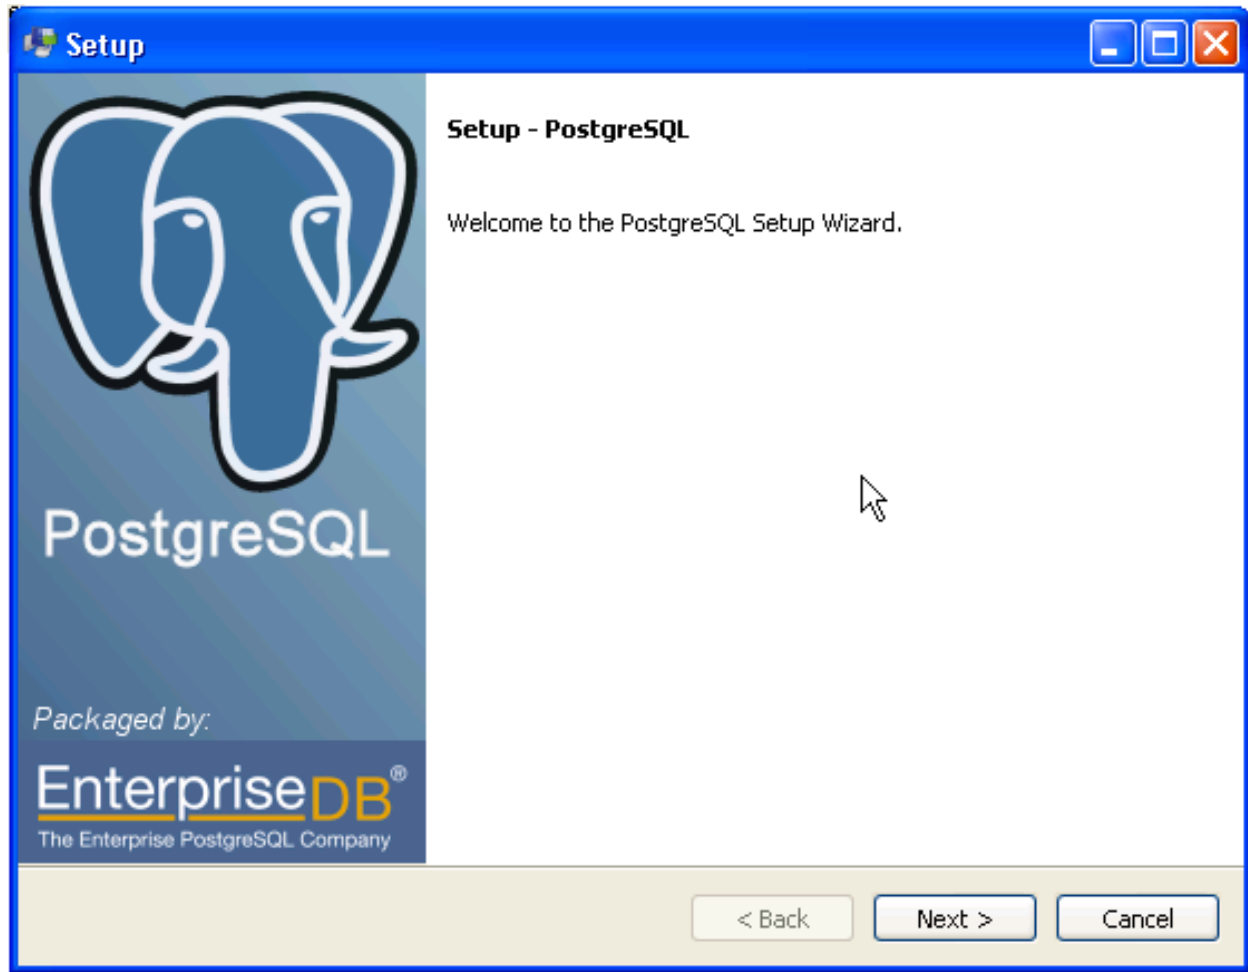 Setup
Setup - PostgreSQL
Welcome to the PostgreSQL Setup Wizard.
PostgreSQL
Packaged by:
EnterpriseDB®
The Enterprise PostgreSQL Company
< Back
Next >
Cancel